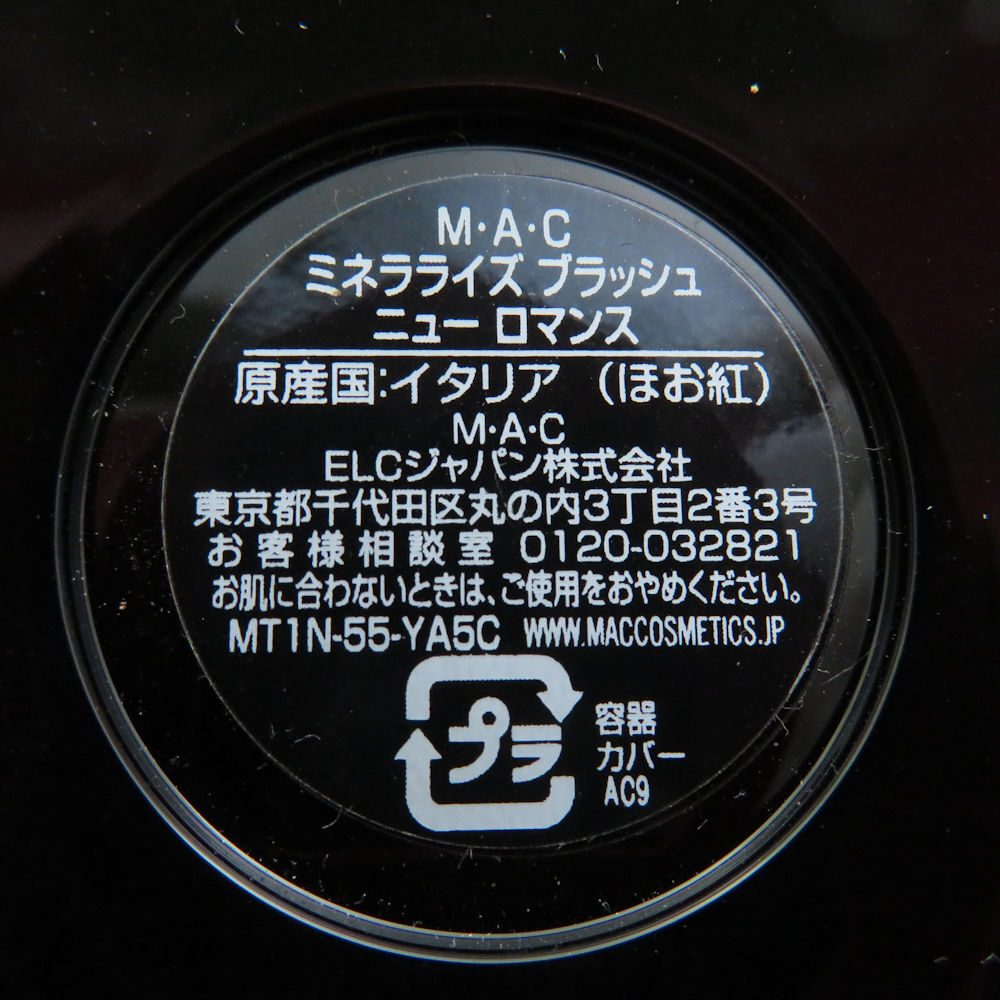 M·A·C
ミネラライズ ブラッシュ
ニュー ロマンス
原産国:イタリア (ほお紅)
M·A·C
ELCジャパン株式会社
東京都千代田区丸の内3丁目2番3号
お客様相談室 0120-032821
お肌に合わないときは、ご使用をおやめください。
MT1N-55-YA5C WWW.MACCOSMETICS.JP
プラ
容器
カバー
AC9